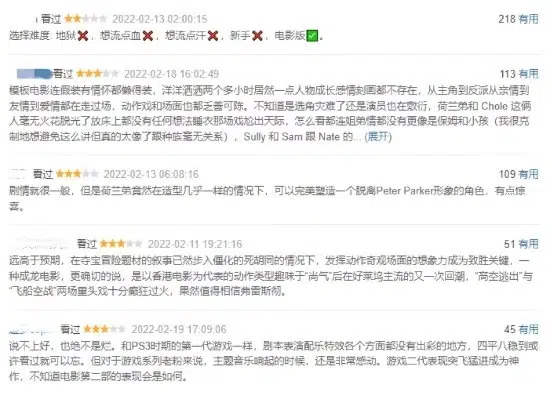 看过 2022-02-13 02:00:15 218 有用
选择难度: 地狱❌，想流点血❌，想流点汗❌，新手❌，电影版✅。
看过 2022-02-18 16:02:49 113 有用
模板电影连假装有情怀都懒得装，洋洋洒洒两个多小时居然一点人物成长感情刻画都不存在，从主角到反派从亲情到
友情到爱情都在走过场，动作戏和场面也都乏善可陈。不知道是选角灾难了还是演员也在敷衍，荷兰弟和 Chole 这俩
人毫无火花脱光了放床上都没有任何想法睡衣那场戏尬出天际，怎么看都连姐弟情都没有更像是保姆和小孩（我很克
制地想避免这么讲但真的太像了跟种族毫无关系），Sully 和 Sam 跟 Nate 的... (展开)
看过 2022-02-13 06:08:16 109 有用
剧情就很一般，但是荷兰弟竟然在造型几乎一样的情况下，可以完美塑造一个脱离Peter Parker形象的角色，有点惊
喜。
看过 2022-02-11 19:21:16 51 有用
远高于预期，在夺宝冒险题材的叙事已然步入僵化的死胡同的情况下，发挥动作奇观场面的想象力成为致胜关键，一
种成龙电影，更确切的说，是以香港电影为代表的动作类型趣味于“尚气”后在好莱坞主流的又一次回潮，“高空逃出”与
“飞船空战”两场重头戏十分癫狂过火，果然值得相信弗雷斯彻。
看过 2022-02-19 17:09:06 45 有用
说不上好，也绝不是烂。和PS3时期的第一代游戏一样，剧本表演配乐特效各个方面都没有出彩的地方，四平八稳到或
许看过就可以忘。但对于游戏系列老粉来说，主题音乐响起的时候，还是非常感动。游戏二代表现突飞猛进成为神
作，不知道电影第二部的表现会是如何。